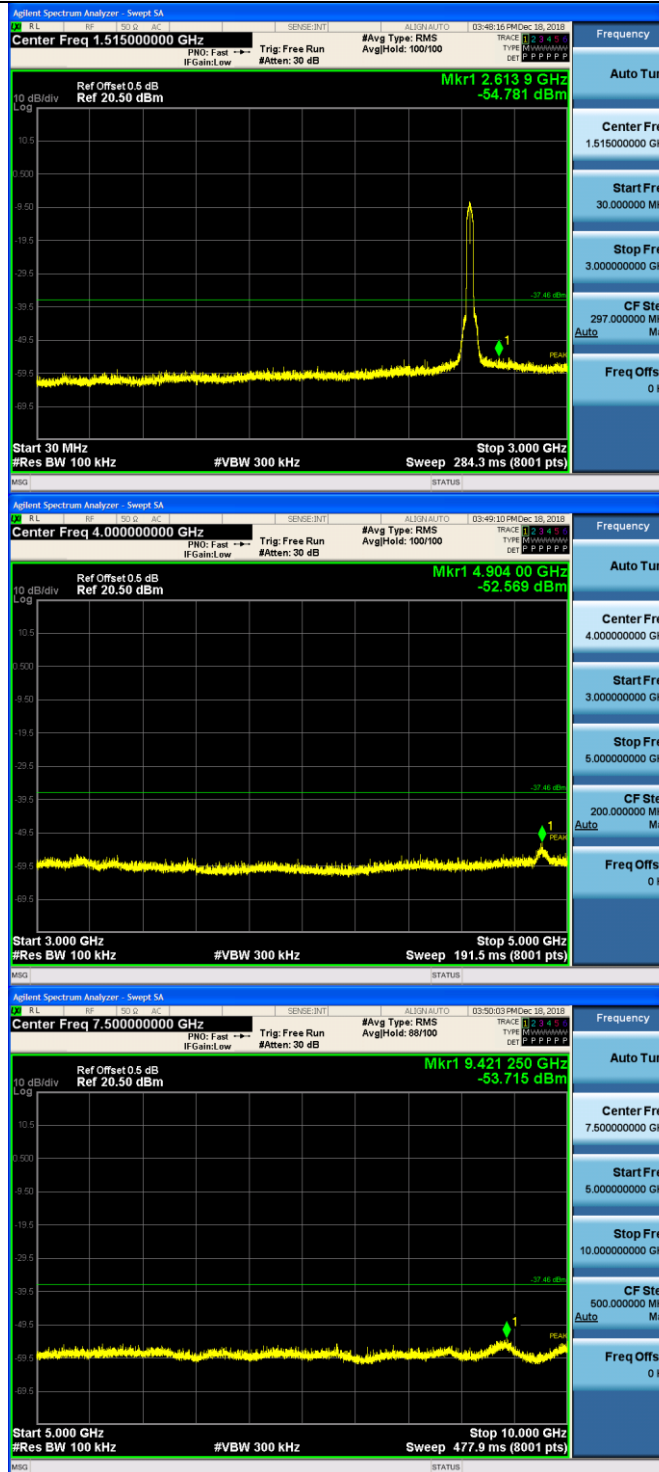 Agilent Spectrum Analyzer - Swept SA
RL RF 50 Ω AC SENSE:INT ALIGNAUTO 03:48:16 PM Dec 18, 2018
Center Freq 1.515000000 GHz #Avg Type: RMS TRACE 1 2 3 4 5 6 Frequency
PNO: Fast Trig: Free Run Avg|Hold: 100/100 TYPE M
IFGain:Low #Atten: 30 dB DET P P P P P P
Mkr1 2.613 9 GHz Auto Tun
Ref Offset 0.5 dB -54.781 dBm
10 dB/div Ref 20.50 dBm
Log
Center Fre
10.5 1.515000000 GH
0.500 Start Fre
-9.50 30.000000 MH
-19.5
Stop Fre
-29.5 3.000000000 GH
-37.46 dBm
-39.5 CF Ste
297.000000 MH
-49.5 1 Auto Ma
PEAK
-59.5 Freq Offs
0 H
-69.5
Start 30 MHz Stop 3.000 GHz
#Res BW 100 kHz #VBW 300 kHz Sweep 284.3 ms (8001 pts)
MSG STATUS
Agilent Spectrum Analyzer - Swept SA
RL RF 50 Ω AC SENSE:INT ALIGNAUTO 03:49:10 PM Dec 18, 2018
Center Freq 4.000000000 GHz #Avg Type: RMS TRACE 1 2 3 4 5 6 Frequency
PNO: Fast Trig: Free Run Avg|Hold: 100/100 TYPE M
IFGain:Low #Atten: 30 dB DET P P P P P P
Mkr1 4.904 00 GHz Auto Tun
Ref Offset 0.5 dB -52.569 dBm
10 dB/div Ref 20.50 dBm
Log
Center Fre
10.5 4.000000000 GH
0.500 Start Fre
-9.50 3.000000000 GH
-19.5
Stop Fre
-29.5 5.000000000 GH
-37.46 dBm
-39.5 CF Ste
200.000000 MH
-49.5 1 Auto Ma
PEAK
-59.5 Freq Offs
0 H
-69.5
Start 3.000 GHz Stop 5.000 GHz
#Res BW 100 kHz #VBW 300 kHz Sweep 191.5 ms (8001 pts)
MSG STATUS
Agilent Spectrum Analyzer - Swept SA
RL RF 50 Ω AC SENSE:INT ALIGNAUTO 03:50:03 PM Dec 18, 2018
Center Freq 7.500000000 GHz #Avg Type: RMS TRACE 1 2 3 4 5 6 Frequency
PNO: Fast Trig: Free Run Avg|Hold: 88/100 TYPE M
IFGain:Low #Atten: 30 dB DET P P P P P P
Mkr1 9.421 250 GHz Auto Tun
Ref Offset 0.5 dB -53.715 dBm
10 dB/div Ref 20.50 dBm
Log
Center Fre
10.5 7.500000000 GH
0.500 Start Fre
-9.50 5.000000000 GH
-19.5
Stop Fre
-29.5 10.000000000 GH
-37.46 dBm
-39.5 CF Ste
500.000000 MH
-49.5 1 Auto Ma
PEAK
-59.5 Freq Offs
0 H
-69.5
Start 5.000 GHz Stop 10.000 GHz
#Res BW 100 kHz #VBW 300 kHz Sweep 477.9 ms (8001 pts)
MSG STATUS